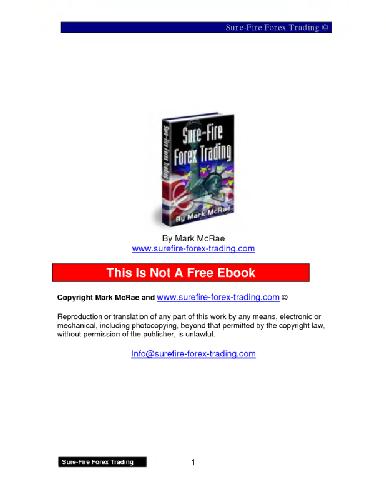 Sure-Fire Forex Trading ©
Sure-Fire
Forex Trading
Sure-Fire Forex Trading
By Mark McRae
By Mark McRae
www.surefire-forex-trading.com
This Is Not A Free Ebook
Copyright Mark McRae and www.surefire-forex-trading.com ©
Reproduction or translation of any part of this work by any means, electronic or
mechanical, including photocopying, beyond that permitted by the copyright law,
without permission of the publisher, is unlawful.
Info@surefire-forex-trading.com
Sure-Fire Forex Trading
1